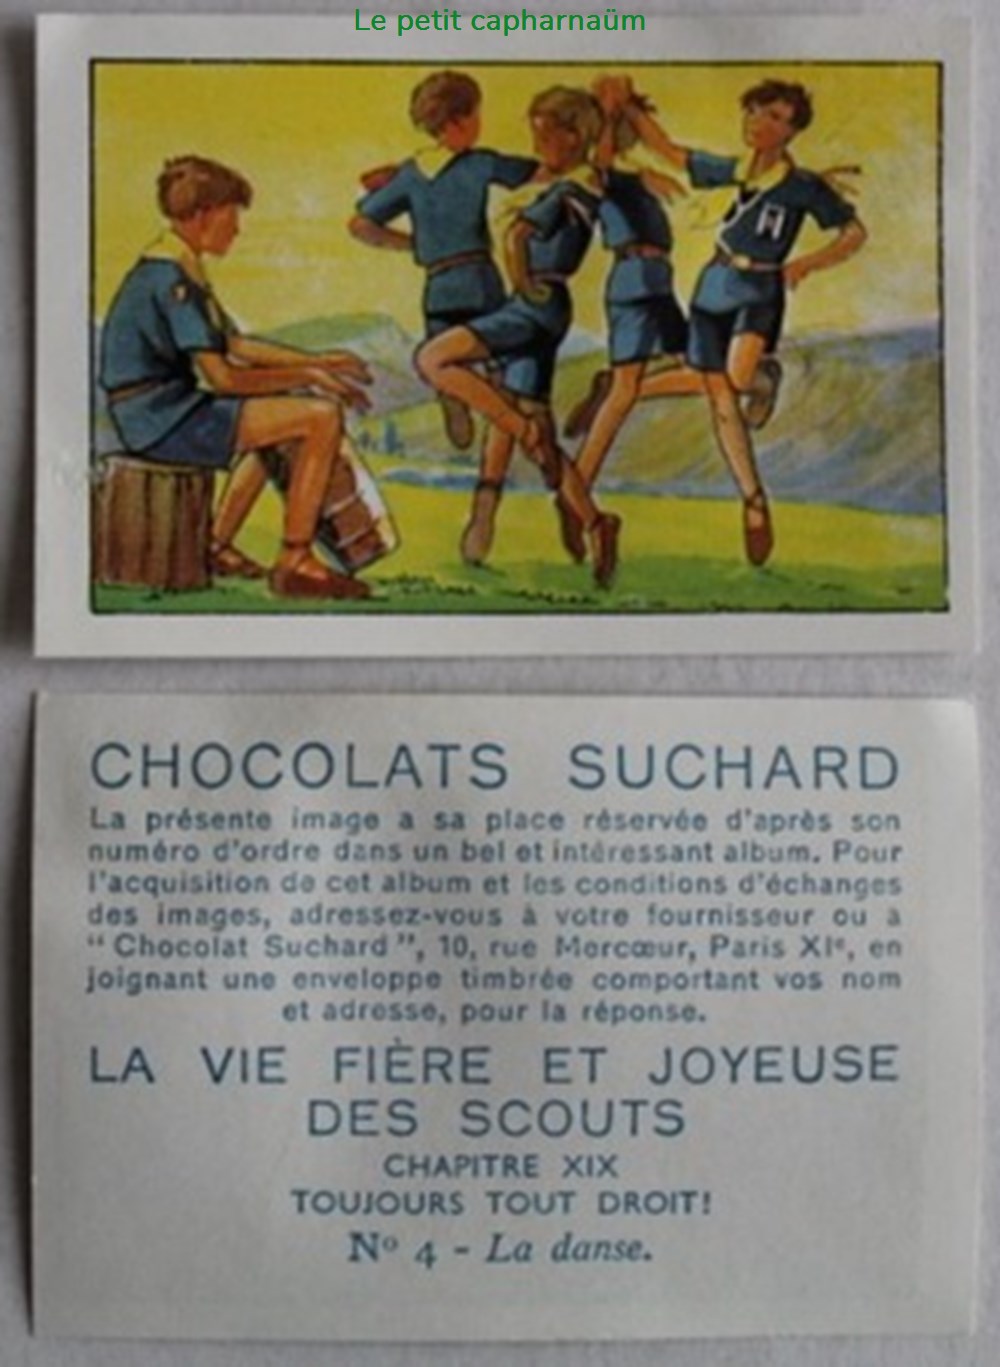 Le petit capharnaüm
CHOCOLATS SUCHARD
La présente image a sa place réservée d'après son
numéro d'ordre dans un bel et intéressant album. Pour
l'acquisition de cet album et les conditions d'échanges
des images, adressez-vous à votre fournisseur ou à
“ Chocolat Suchard ”, 10, rue Mercœur, Paris XIᵉ, en
joignant une enveloppe timbrée comportant vos nom
et adresse, pour la réponse.
LA VIE FIÈRE ET JOYEUSE
DES SCOUTS
CHAPITRE XIX
TOUJOURS TOUT DROIT!
Nº 4 - La danse.